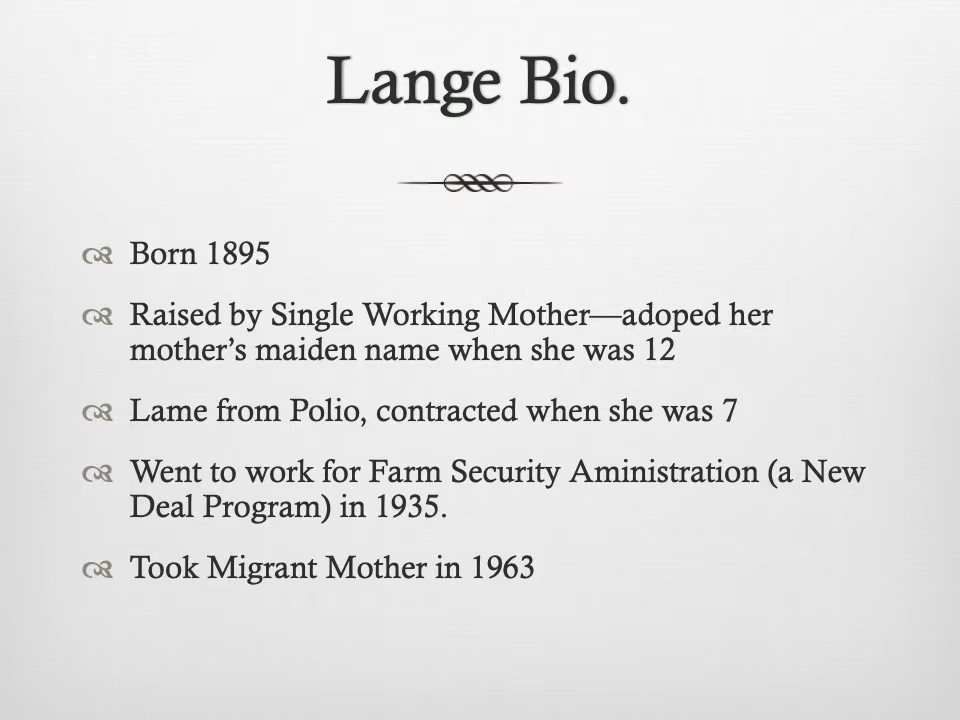 Lange Bio.
Born 1895
Raised by Single Working Mother—adoped her
mother’s maiden name when she was 12
Lame from Polio, contracted when she was 7
Went to work for Farm Security Aministration (a New
Deal Program) in 1935.
Took Migrant Mother in 1963